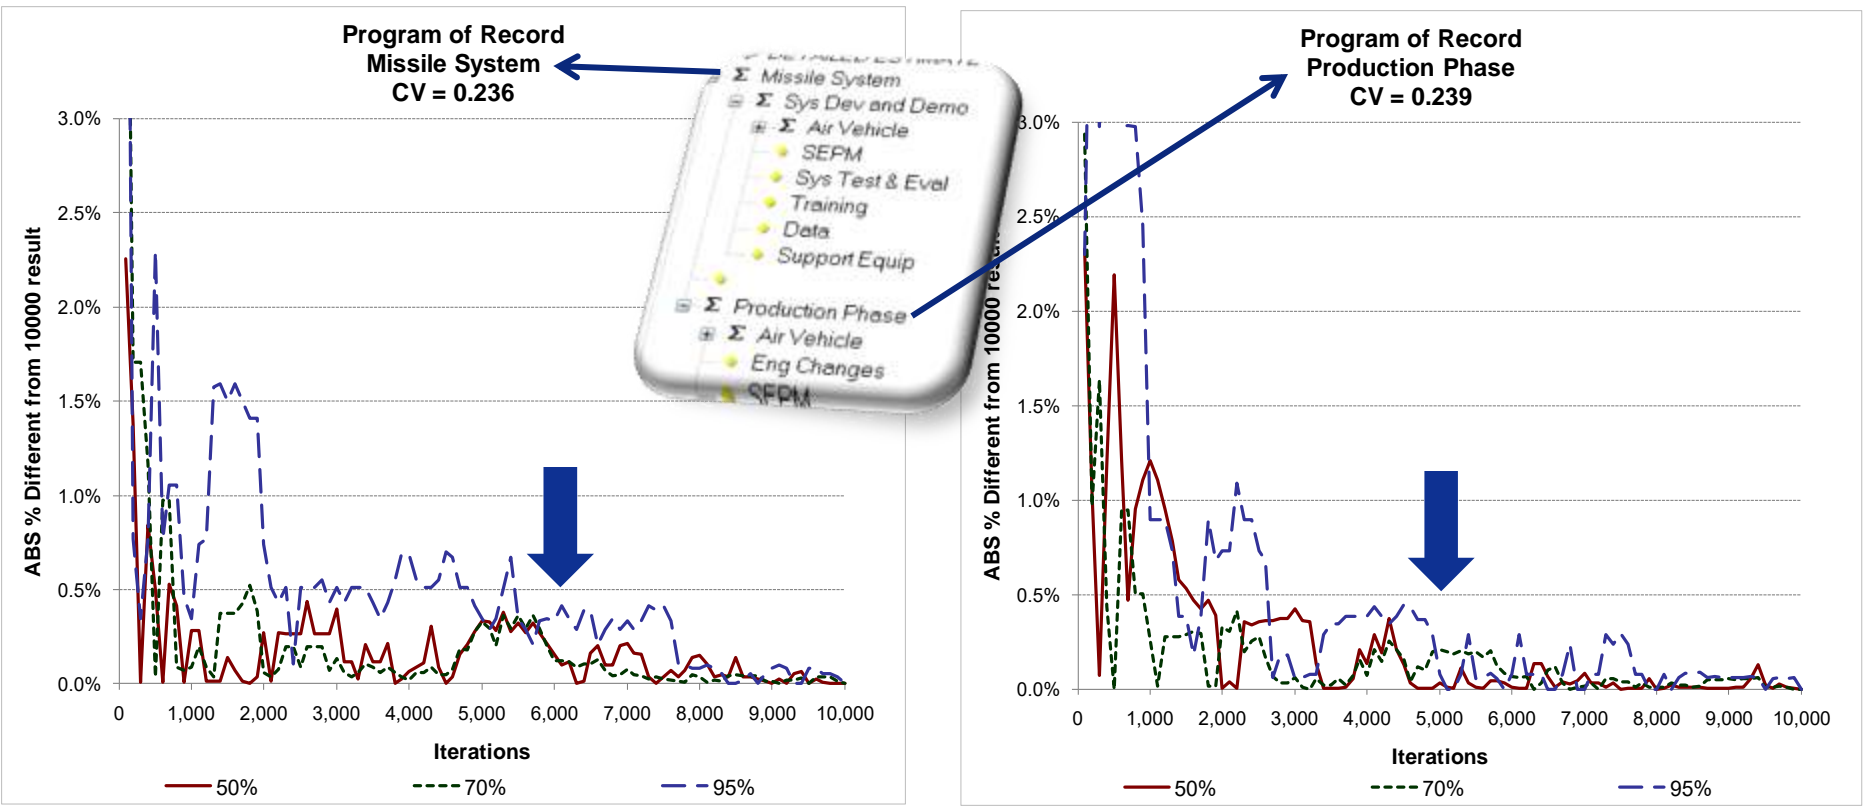 Program of Record
Missile System
CV = 0.236
3.0%
2.5%
2.0%
1.5%
1.0%
0.5%
0.0%
ABS % Different from 10000 result
0 1,000 2,000 3,000 4,000 5,000 6,000 7,000 8,000 9,000 10,000
Iterations
50% 70% 95%
DETAILED ESTIMATE
Σ Missile System
Σ Sys Dev and Demo
Σ Air Vehicle
SEPM
Sys Test & Eval
Training
Data
Support Equip
Σ Production Phase
Σ Air Vehicle
Eng Changes
SEPM
Program of Record
Production Phase
CV = 0.239
3.0%
2.5%
2.0%
1.5%
1.0%
0.5%
0.0%
ABS % Different from 10000 result
0 1,000 2,000 3,000 4,000 5,000 6,000 7,000 8,000 9,000 10,000
Iterations
50% 70% 95%